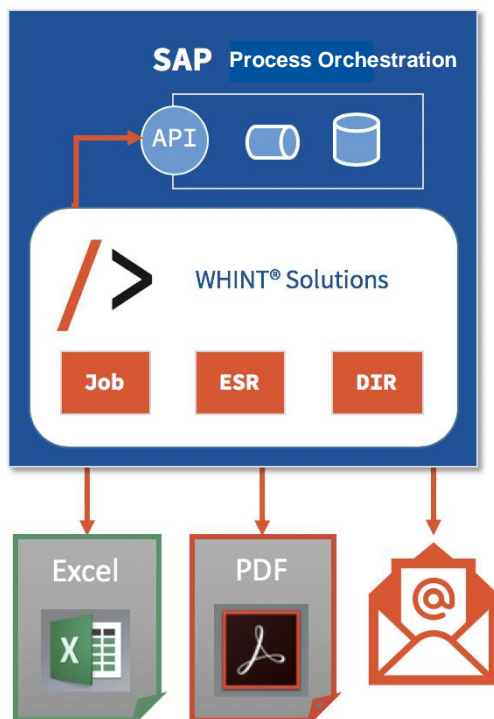 SAP Process Orchestration
API
/>
WHINT® Solutions
Job ESR DIR
Excel PDF @
X